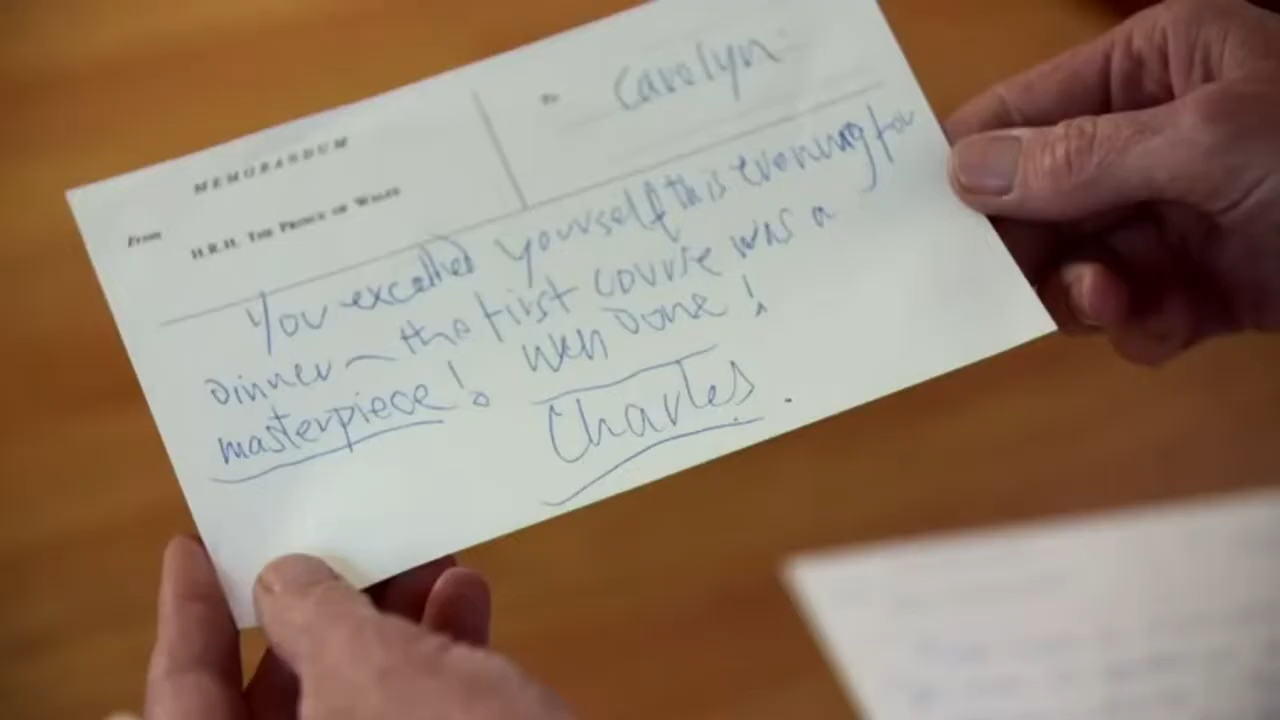 MEMORANDUM
From H.R.H. THE PRINCE OF WALES
To Carolyn
You excelled yourself this evening for
dinner – the first course was a
masterpiece! Well done!
Charles.